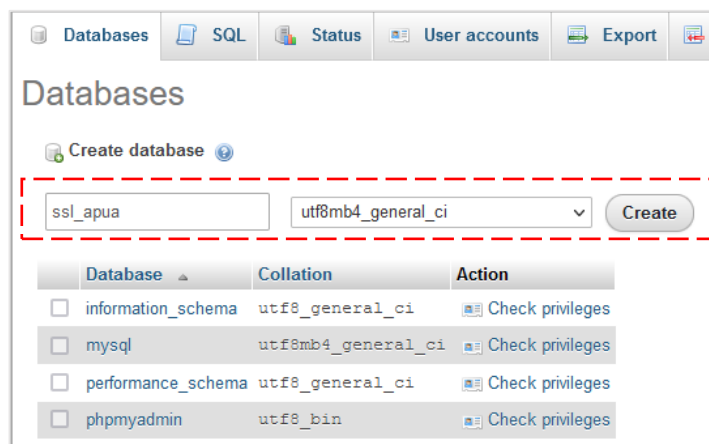 Databases SQL Status User accounts Export
Databases
Create database
ssl_apua utf8mb4_general_ci Create
Database Collation Action
information_schema utf8_general_ci Check privileges
mysql utf8mb4_general_ci Check privileges
performance_schema utf8_general_ci Check privileges
phpmyadmin utf8_bin Check privileges